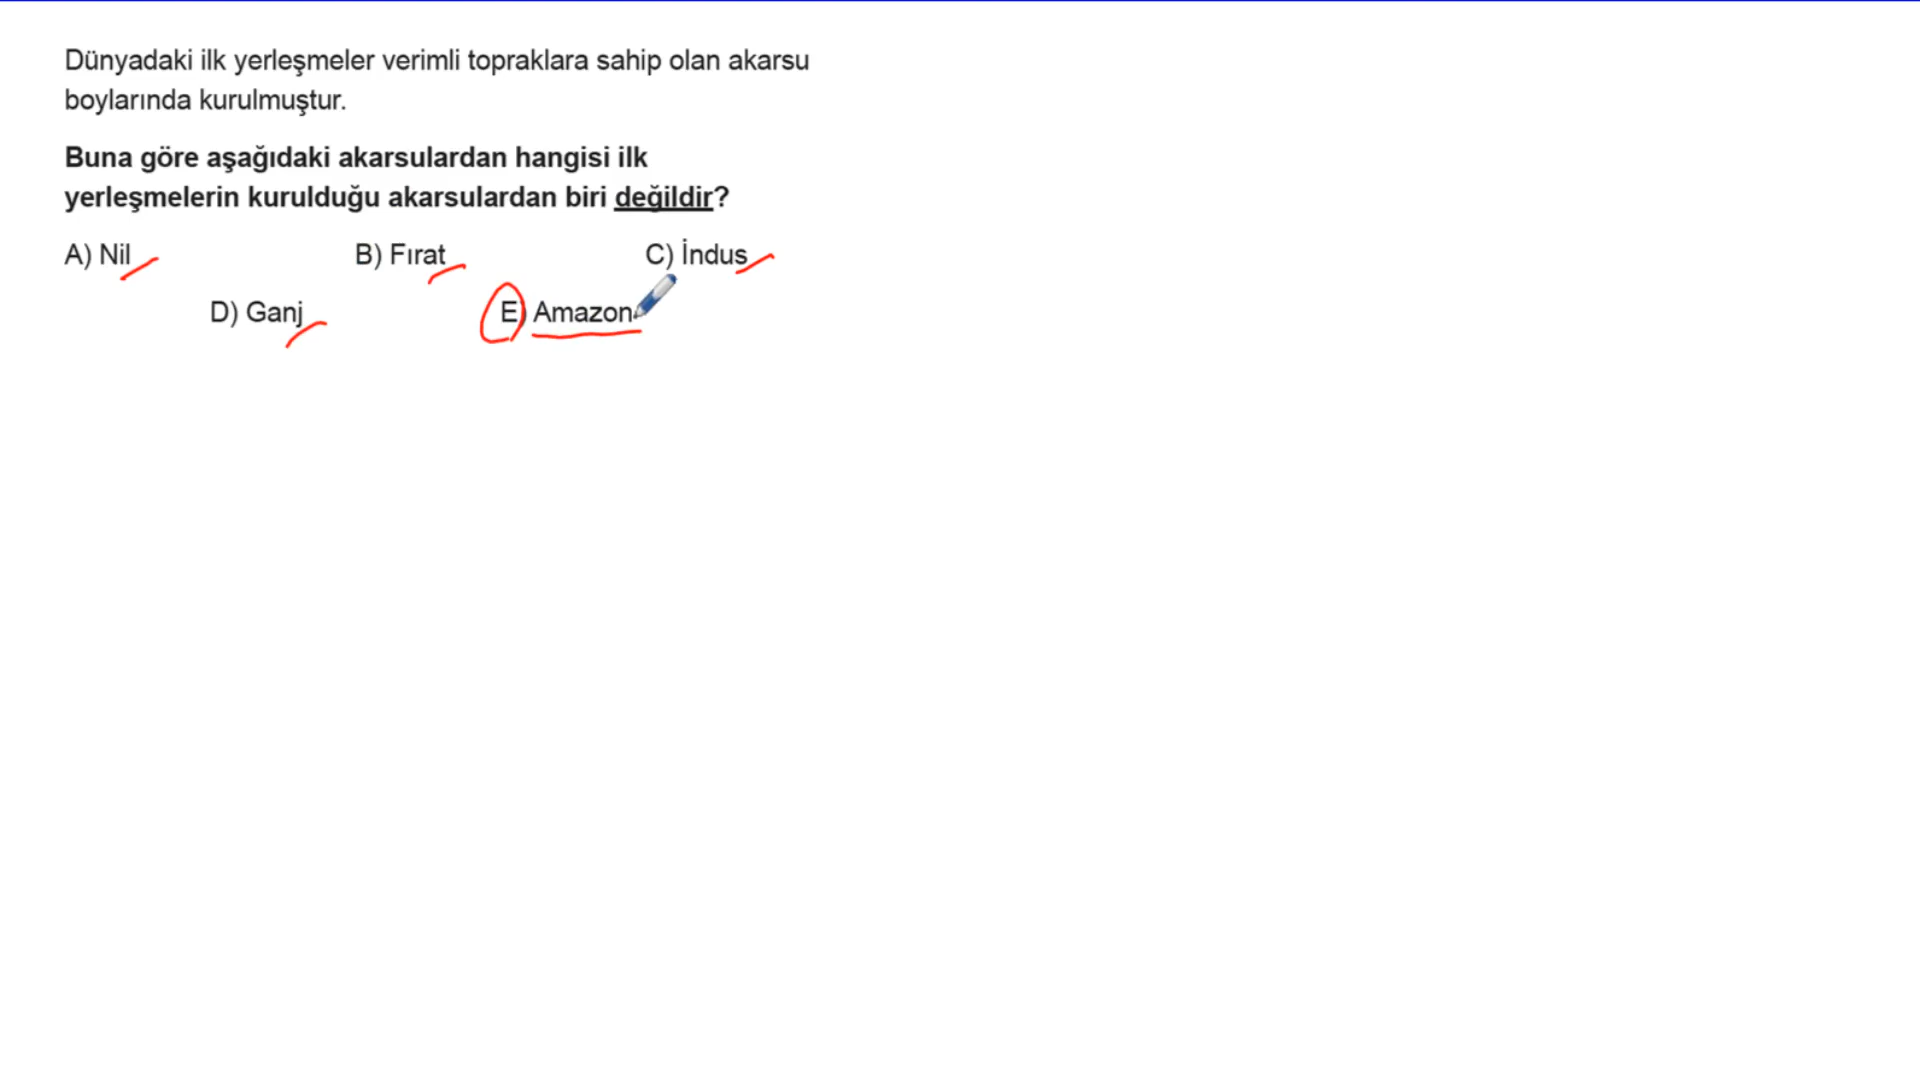 Dünyadaki ilk yerleşmeler verimli topraklara sahip olan akarsu
boylarında kurulmuştur.
Buna göre aşağıdaki akarsulardan hangisi ilk
yerleşmelerin kurulduğu akarsulardan biri değildir?
A) Nil B) Fırat C) İndus
D) Ganj E) Amazon